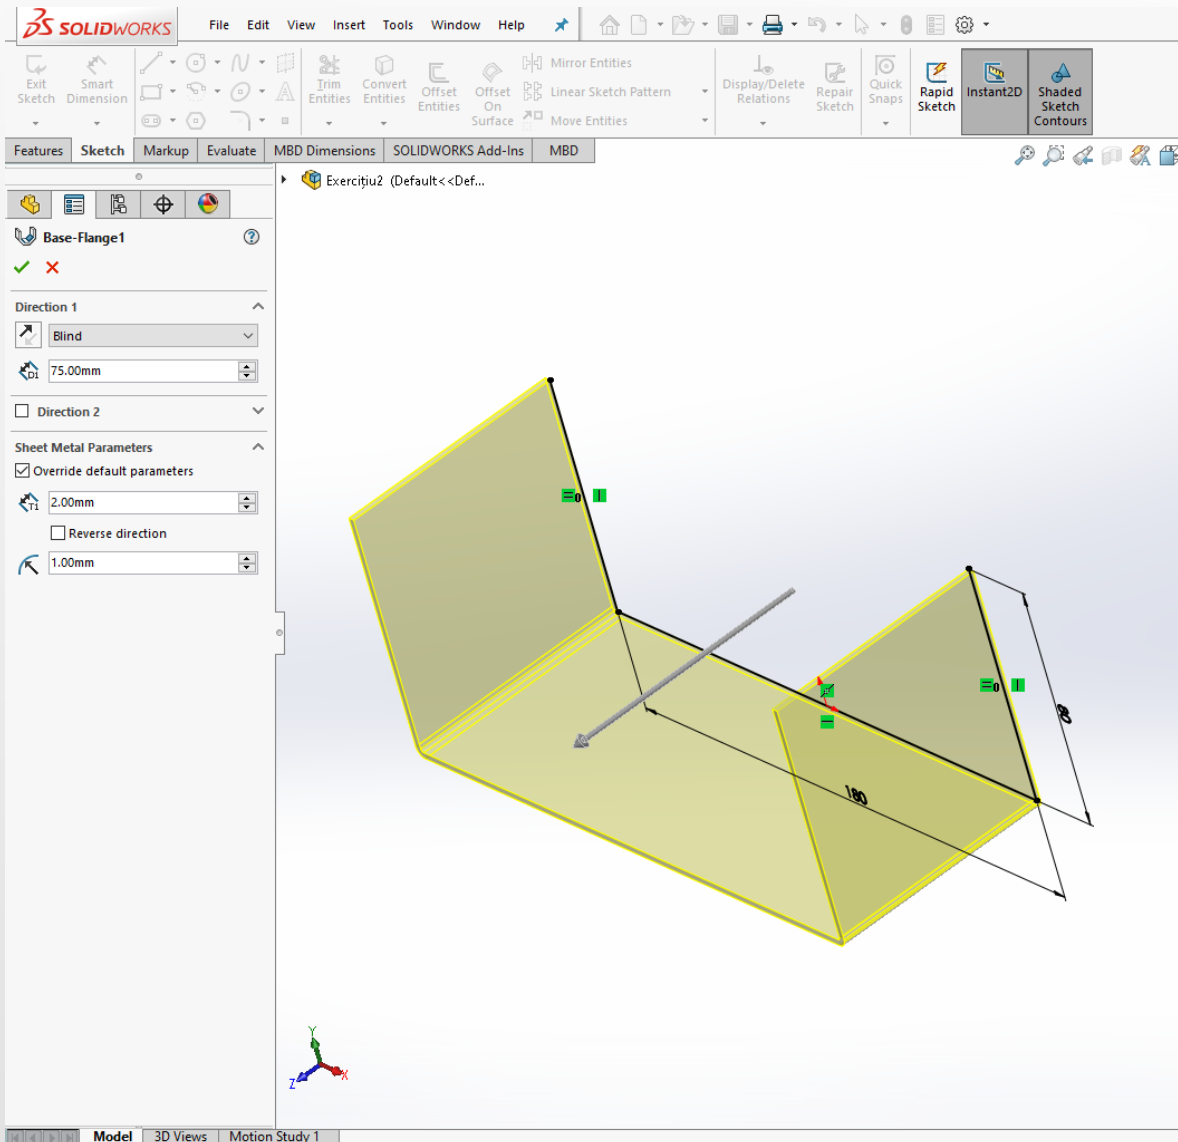 SOLIDWORKS File Edit View Insert Tools Window Help
Exit Sketch
Smart Dimension
Trim Entities
Convert Entities
Offset Entities
Offset On Surface
Mirror Entities
Linear Sketch Pattern
Move Entities
Display/Delete Relations
Repair Sketch
Quick Snaps
Rapid Sketch
Instant2D
Shaded Sketch Contours
Features Sketch Markup Evaluate MBD Dimensions SOLIDWORKS Add-Ins MBD
Exercițiu2 (Default<<Def...
Base-Flange1
Direction 1
Blind
D1 75.00mm
Direction 2
Sheet Metal Parameters
Override default parameters
T1 2.00mm
Reverse direction
1.00mm
80
180
Y
Z X
Model 3D Views Motion Study 1